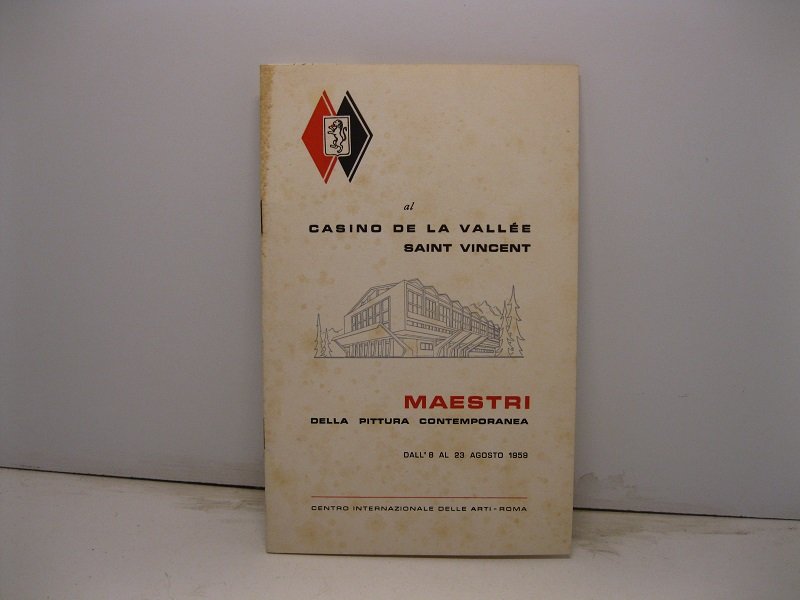 al
CASINO DE LA VALLÉE
SAINT VINCENT
MAESTRI
DELLA PITTURA CONTEMPORANEA
DALL'8 AL 23 AGOSTO 1959
CENTRO INTERNAZIONALE DELLE ARTI-ROMA